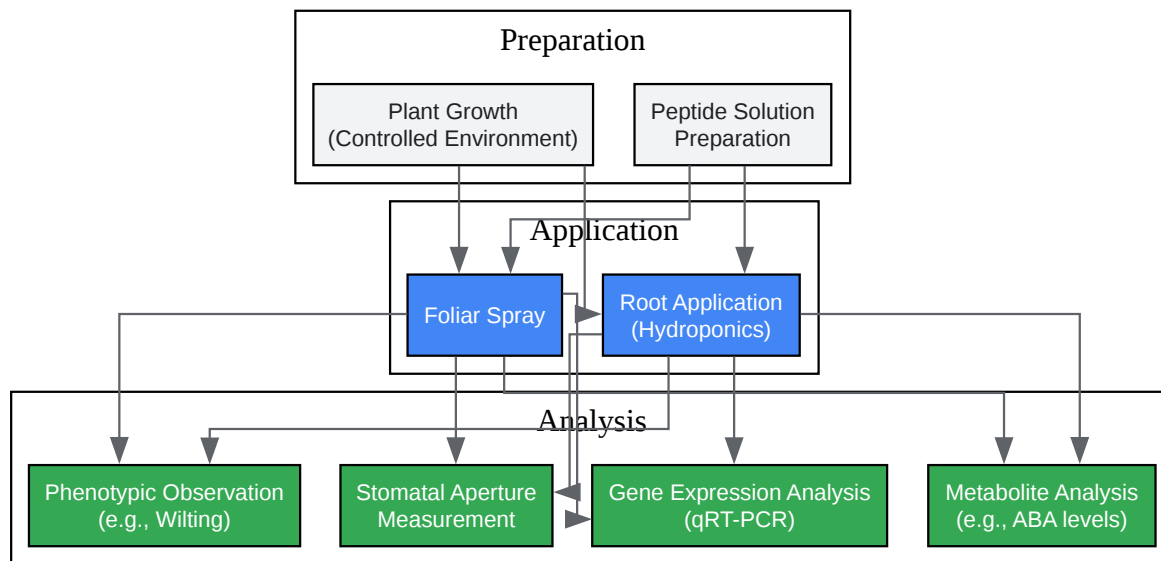 Preparation
Plant Growth
(Controlled Environment)
Peptide Solution
Preparation
Application
Foliar Spray
Root Application
(Hydroponics)
Analysis
Phenotypic Observation
(e.g., Wilting)
Stomatal Aperture
Measurement
Gene Expression Analysis
(qRT-PCR)
Metabolite Analysis
(e.g., ABA levels)